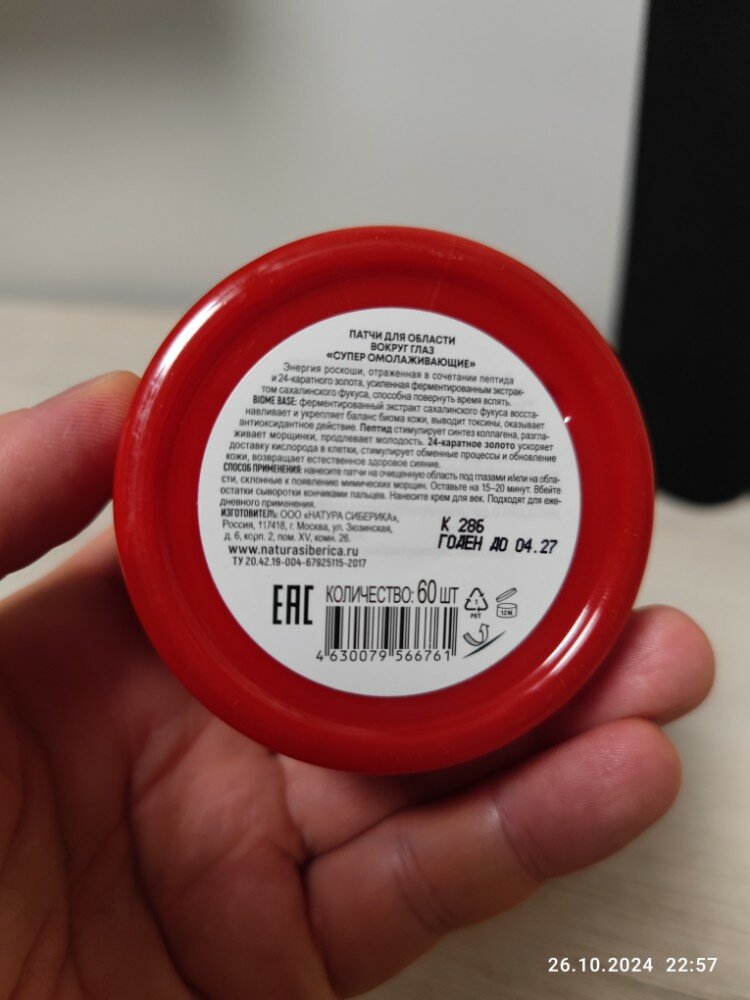 ПАТЧИ ДЛЯ ОБЛАСТИ
ВОКРУГ ГЛАЗ
«СУПЕР ОМОЛАЖИВАЮЩИЕ»
Энергия роскоши, отраженная в сочетании пептида
и 24-каратного золота, усиленная ферментированным экстрак-
том сахалинского фукуса, способна повернуть время вспять.
BIOME BASE: ферментированный экстракт сахалинского фукуса восста-
навливает и укрепляет баланс биома кожи, выводит токсины, оказывает
антиоксидантное действие. Пептид стимулирует синтез коллагена, разгла-
живает морщинки, продлевает молодость. 24-каратное золото ускоряет
доставку кислорода в клетки, стимулирует обменные процессы и обновление
кожи, возвращает естественное здоровое сияние.
СПОСОБ ПРИМЕНЕНИЯ: нанесите патчи на очищенную область под глазами и/или на обла-
сти, склонные к появлению мимических морщин. Оставьте на 15–20 минут. Вбейте
остатки сыворотки кончиками пальцев. Нанесите крем для век. Подходят для еже-
дневного применения.
ИЗГОТОВИТЕЛЬ: ООО «НАТУРА СИБЕРИКА»,
Россия, 117418, г. Москва, ул. Зюзинская,
д. 6, корп. 2, пом. XV, комн. 26.
www.naturasiberica.ru
ТУ 20.42.19-004-67925115-2017
К 286
ГОДЕН ДО 04.27
EAC КОЛИЧЕСТВО: 60 ШТ
1
PET
12M
4 630079 566761
26.10.2024 22:57